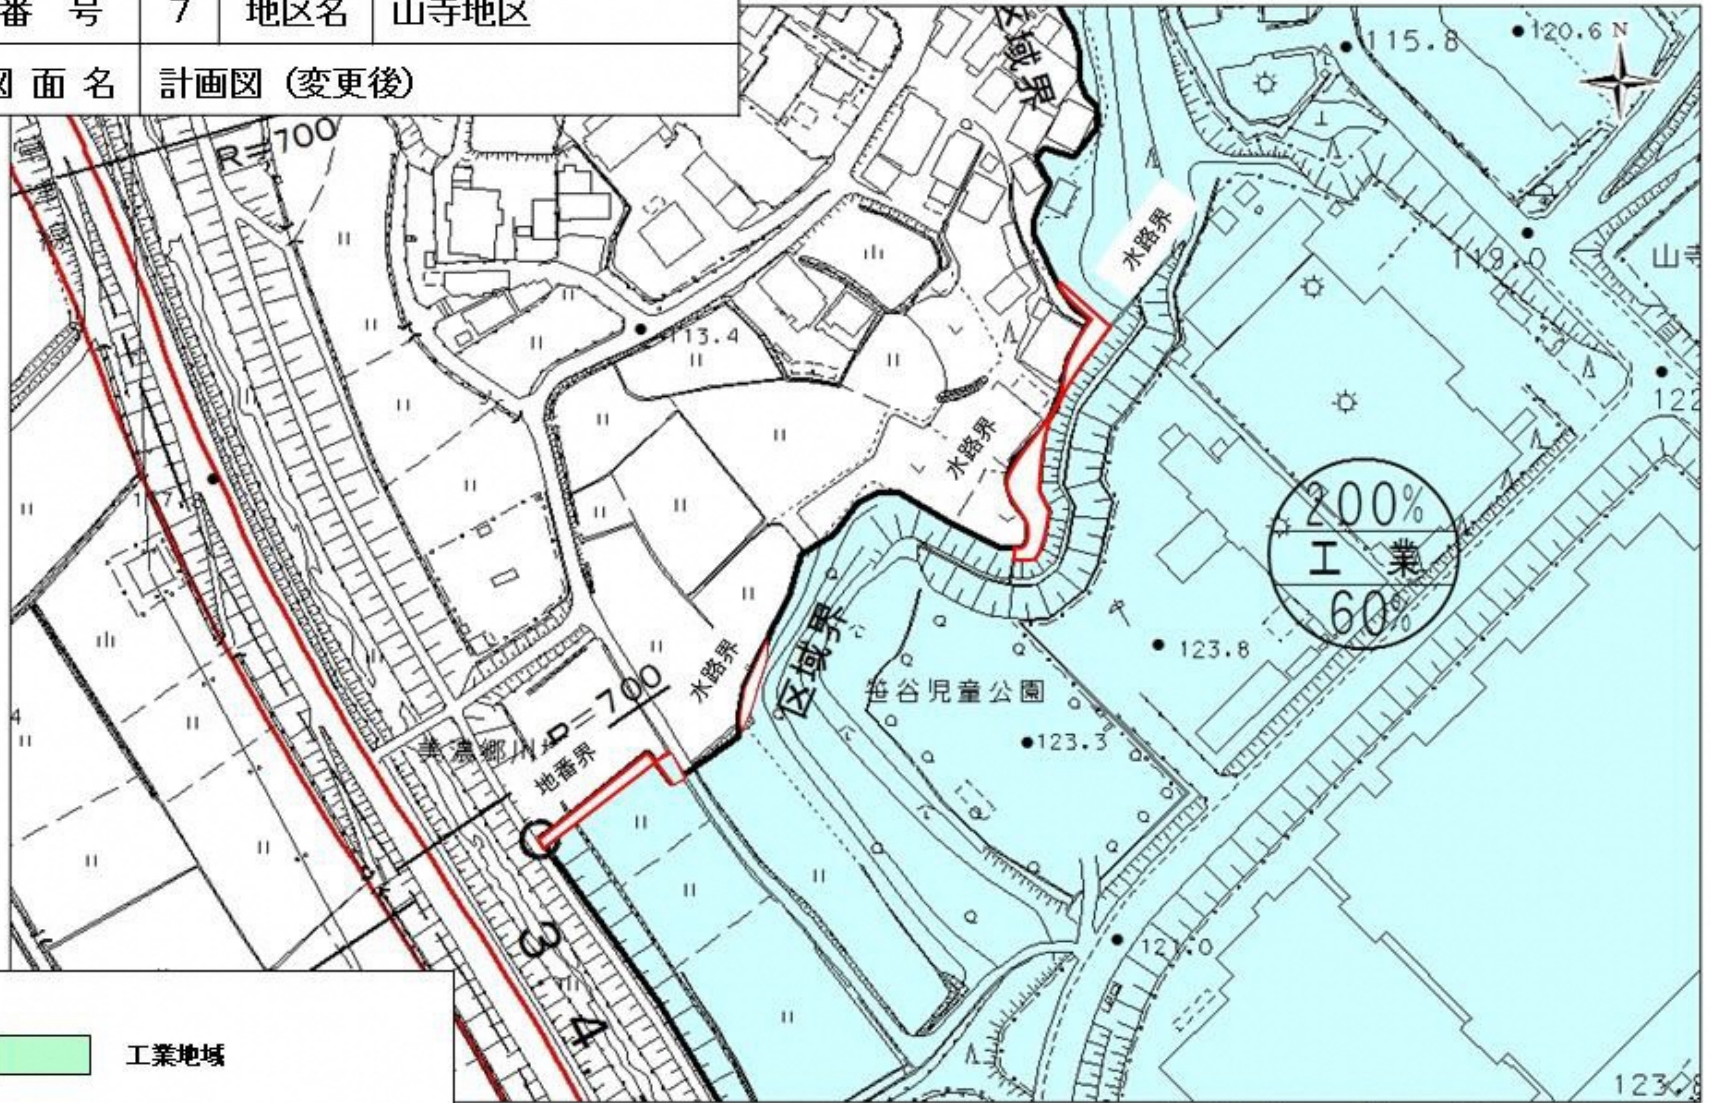 番 号 7 地区名 山寺地区
図 面 名 計画図（変更後）
N
115.8
120.6
R=700
区域界
水路界
119.0
山寺
113.4
122
水路界
200%
工業
60%
123.8
区域界
水路界
笹谷児童公園
R=700
123.3
美濃郷川
地番界
121.0
3
4
工業地域
123.8